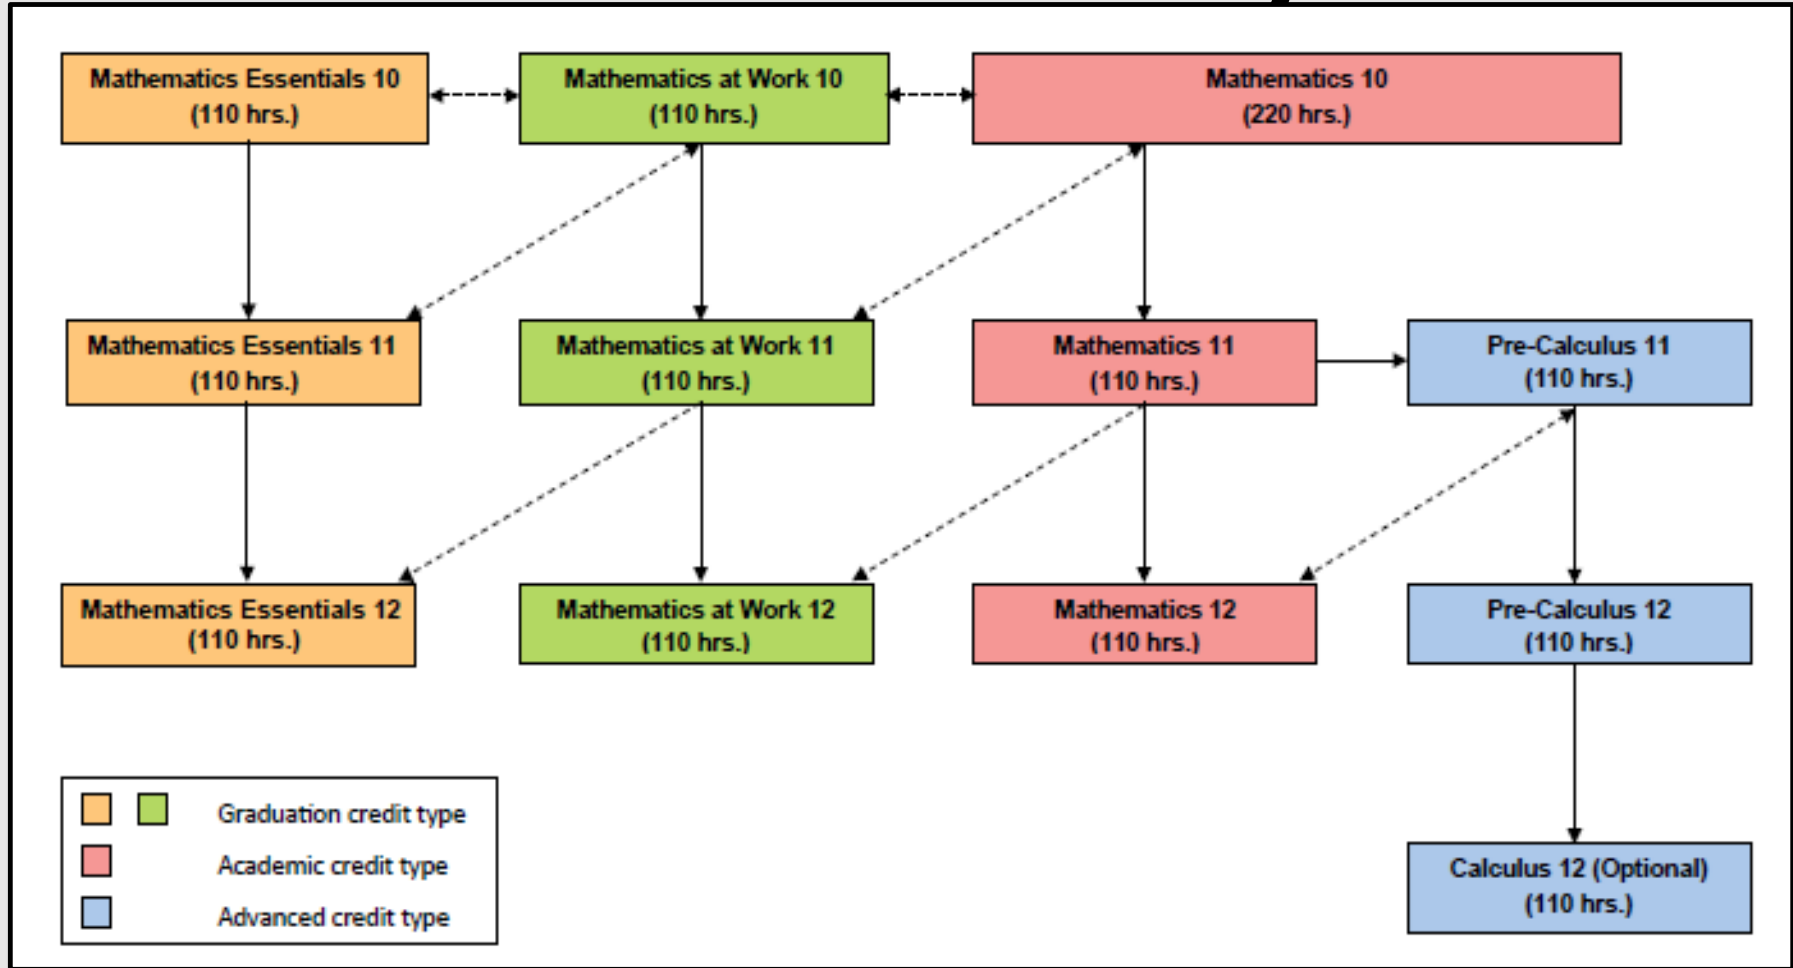 Mathematics Essentials 10
(110 hrs.)
Mathematics at Work 10
(110 hrs.)
Mathematics 10
(220 hrs.)
Mathematics Essentials 11
(110 hrs.)
Mathematics at Work 11
(110 hrs.)
Mathematics 11
(110 hrs.)
Pre-Calculus 11
(110 hrs.)
Mathematics Essentials 12
(110 hrs.)
Mathematics at Work 12
(110 hrs.)
Mathematics 12
(110 hrs.)
Pre-Calculus 12
(110 hrs.)
Calculus 12 (Optional)
(110 hrs.)
Graduation credit type
Academic credit type
Advanced credit type